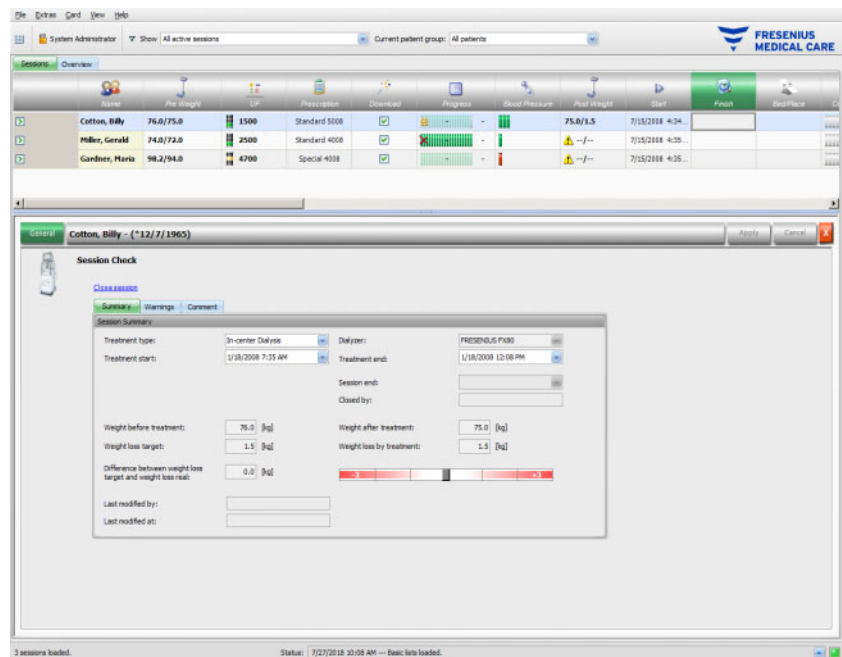 File Extras Card View Help
System Administrator Show All active sessions Current patient group: All patients
FRESENIUS
MEDICAL CARE
Sessions Overview
Name Pre Weight UF Prescription Download Progress Blood Pressure Post Weight Start Finish Bed/Place
Cotton, Billy 76.0/75.0 1500 Standard 5008 - - 75.0/1.5 7/15/2008 4:34...
Miller, Gerald 74.0/72.0 2500 Standard 4008 - --/-- 7/15/2008 4:35...
Gardner, Maria 98.2/94.0 4700 Special 4008 - - --/-- 7/15/2008 4:35...
General Cotton, Billy - (*12/7/1965) Apply Cancel X
Session Check
Close session
Summary Warnings Comment
Session Summary
Treatment type: In-center Dialysis Dialyzer: FRESENIUS FX80
Treatment start: 1/18/2008 7:35 AM Treatment end: 1/18/2008 12:08 PM
Session end:
Closed by:
Weight before treatment: 76.0 [kg] Weight after treatment: 75.0 [kg]
Weight loss target: 1.5 [kg] Weight loss by treatment: 1.5 [kg]
Difference between weight loss
target and weight loss real: 0.0 [kg] -3 +3
Last modified by:
Last modified at:
3 sessions loaded. Status: 7/27/2018 10:08 AM --- Basic lists loaded.